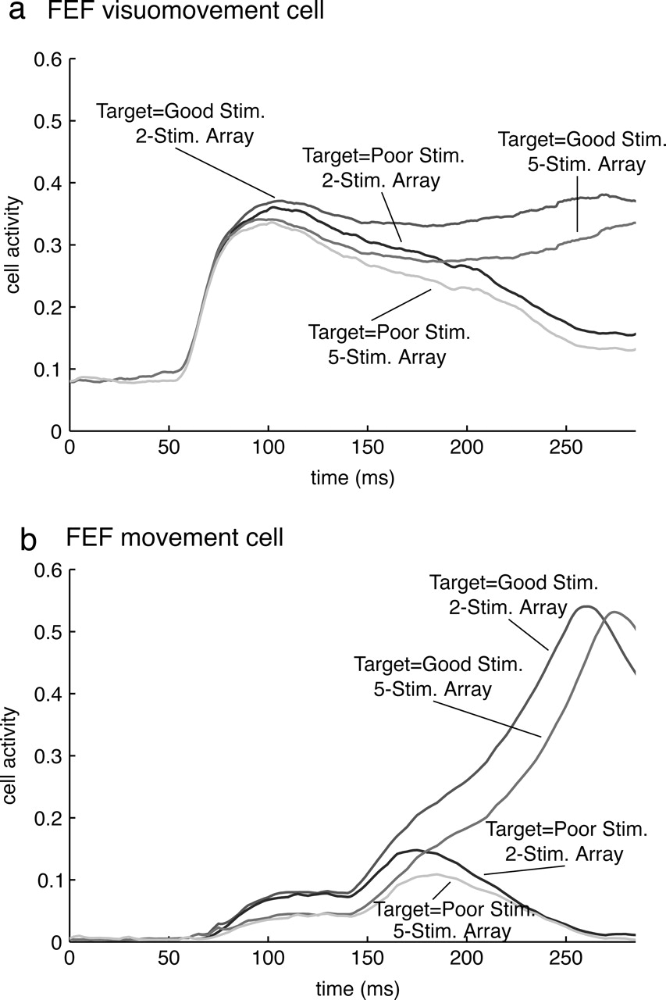 a FEF visuomovement cell
0.6
0.5
0.4
0.3
0.2
0.1
0
cell activity
Target=Good Stim.
2-Stim. Array
Target=Poor Stim.
2-Stim. Array
Target=Good Stim.
5-Stim. Array
Target=Poor Stim.
5-Stim. Array
0 50 100 150 200 250
time (ms)
b FEF movement cell
0.6
0.5
0.4
0.3
0.2
0.1
0
cell activity
Target=Good Stim.
2-Stim. Array
Target=Good Stim.
5-Stim. Array
Target=Poor Stim.
2-Stim. Array
Target=Poor Stim.
5-Stim. Array
0 50 100 150 200 250
time (ms)